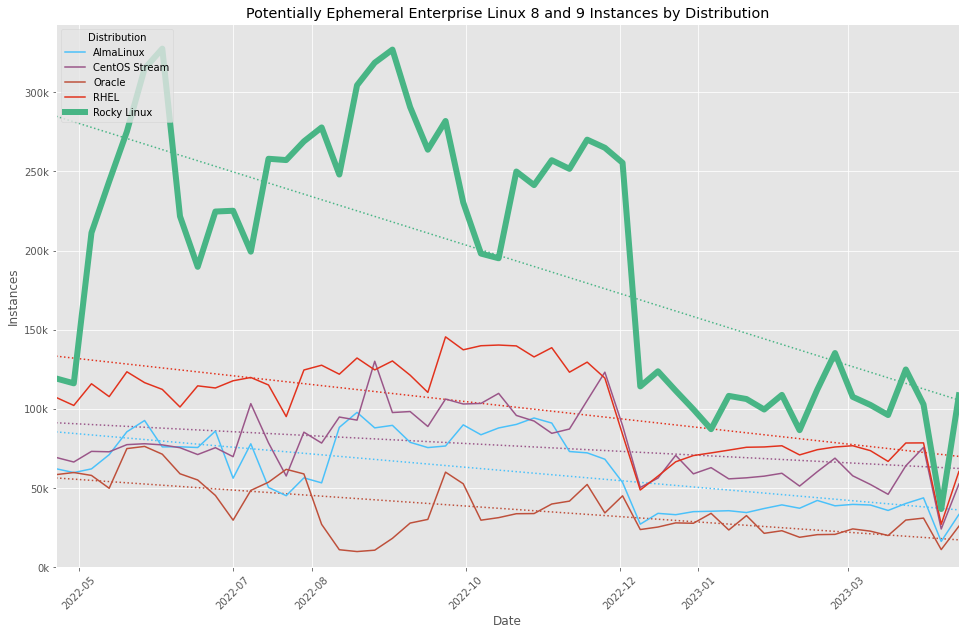 Potentially Ephemeral Enterprise Linux 8 and 9 Instances by Distribution
Distribution
AlmaLinux
CentOS Stream
Oracle
RHEL
Rocky Linux
300k
250k
200k
150k
100k
50k
0k
Instances
2022-05
2022-07
2022-08
2022-10
2022-12
2023-01
2023-03
Date